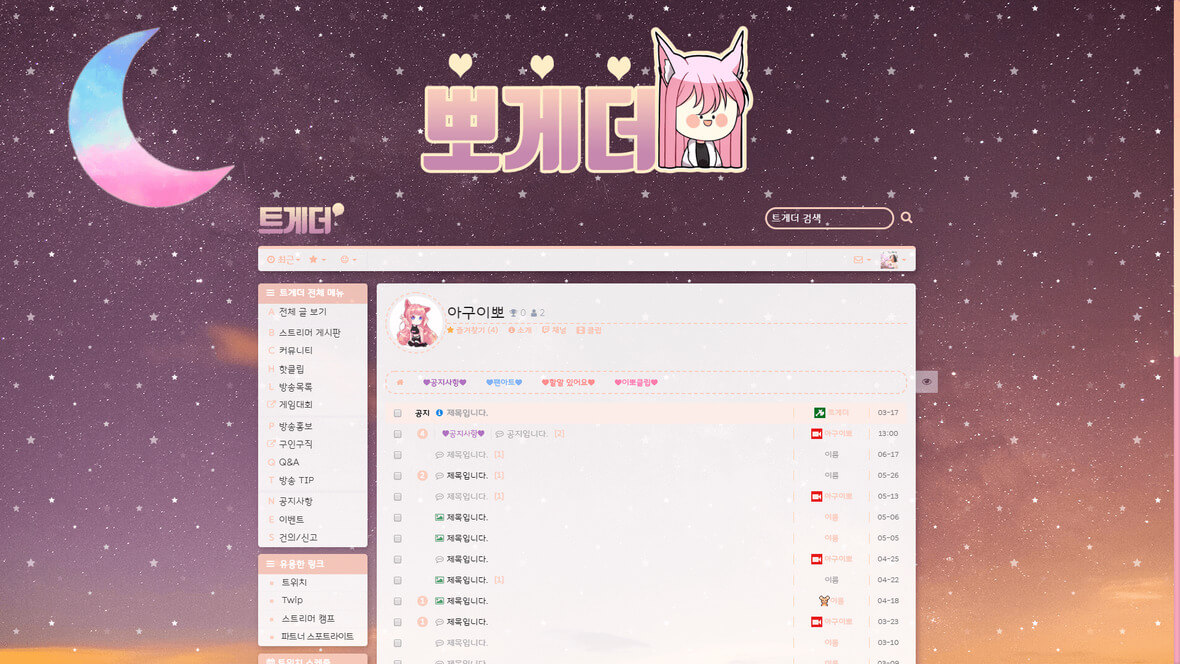 뽀게더
트게더
트게더 검색
최근
트게더 전체 메뉴
A 전체 글 보기
B 스트리머 게시판
C 커뮤니티
H 핫클립
L 방송목록
게임대회
P 방송홍보
구인구직
Q Q&A
T 방송 TIP
N 공지사항
E 이벤트
S 건의/신고
유용한 링크
트위치
Twip
스트리머 캠프
파트너 스포트라이트
아구이뽀 0 2
즐겨찾기 (4) 소개 채널 클립
♥공지사항♥ ♥팬아트♥ ♥할말 있어요♥ ♥이뽀클립♥
공지 제목입니다. 트게더 03-17
4 ♥공지사항♥ 공지입니다. [2] 아구이뽀 13:00
제목입니다. [1] 이름 06-17
2 제목입니다. [1] 이름 05-26
제목입니다. [1] 아구이뽀 05-13
제목입니다. 이름 05-06
제목입니다. 이름 05-05
제목입니다. 아구이뽀 04-25
제목입니다. [1] 이름 04-22
1 제목입니다. 이름 04-18
1 제목입니다. 아구이뽀 03-23
제목입니다. 이름 03-10